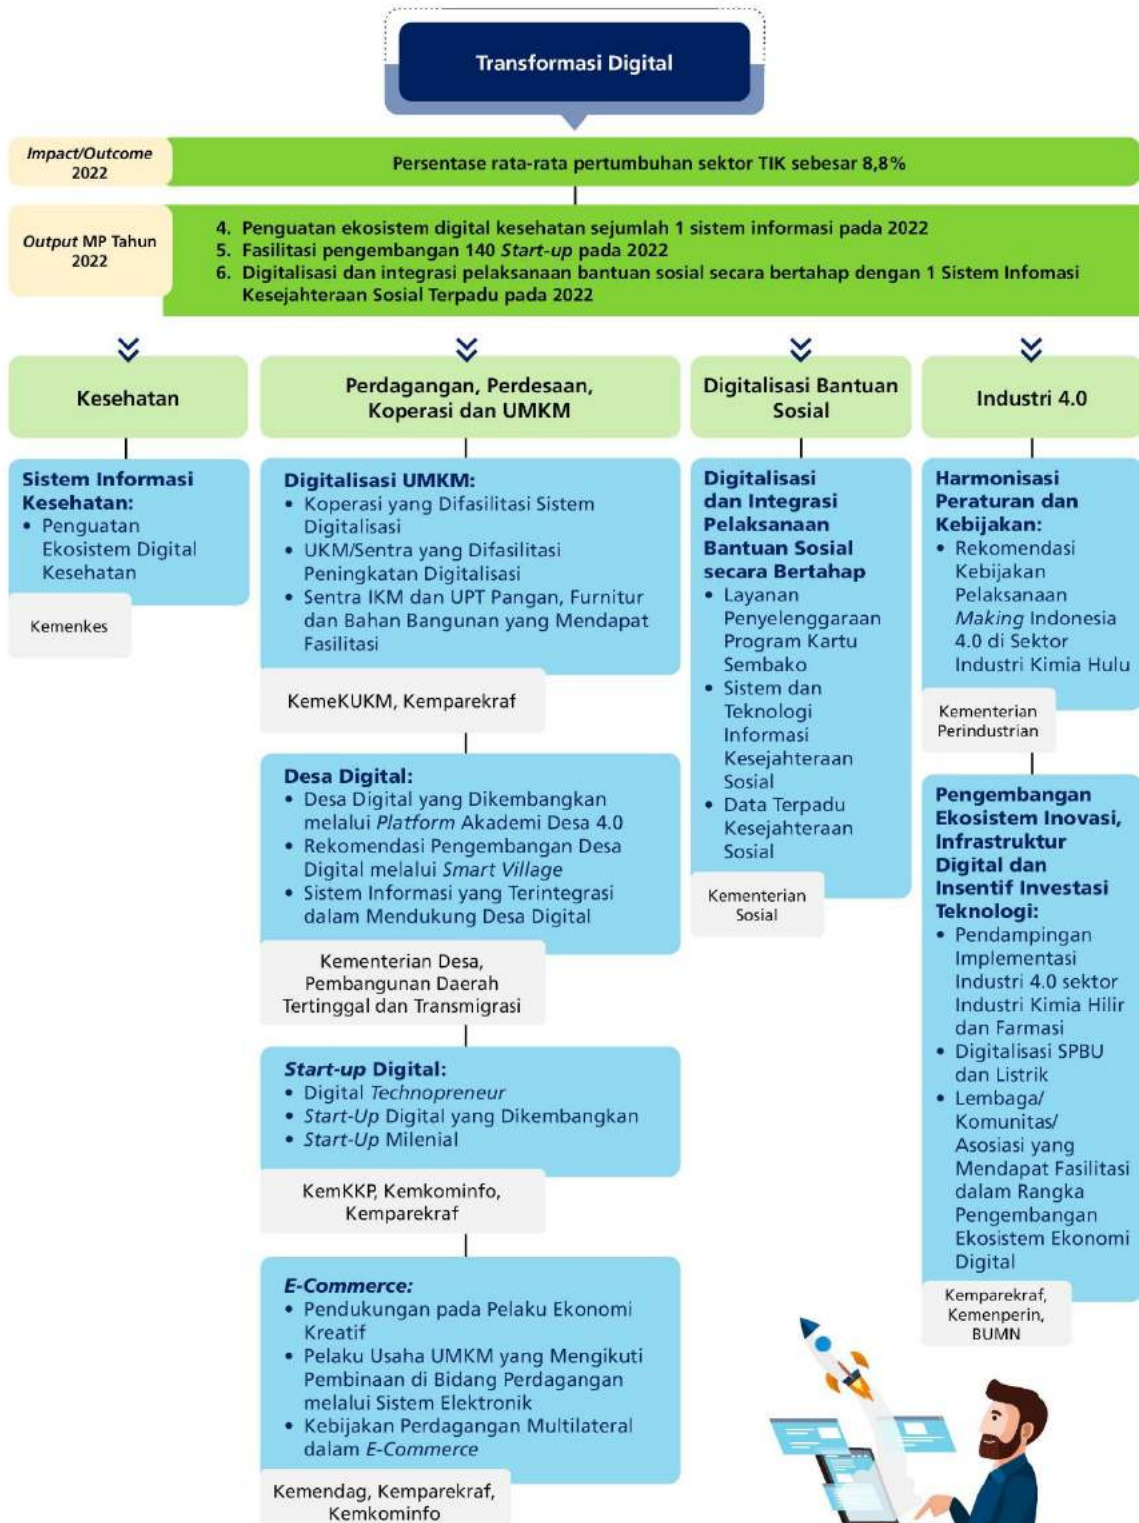 Transformasi Digital
Impact/Outcome
2022
Persentase rata-rata pertumbuhan sektor TIK sebesar 8,8%
Output MP Tahun
2022
4. Penguatan ekosistem digital kesehatan sejumlah 1 sistem informasi pada 2022
5. Fasilitasi pengembangan 140 Start-up pada 2022
6. Digitalisasi dan integrasi pelaksanaan bantuan sosial secara bertahap dengan 1 Sistem Infomasi
Kesejahteraan Sosial Terpadu pada 2022
Kesehatan
Sistem Informasi
Kesehatan:
• Penguatan
Ekosistem Digital
Kesehatan
Kemenkes
Perdagangan, Perdesaan,
Koperasi dan UMKM
Digitalisasi UMKM:
• Koperasi yang Difasilitasi Sistem
Digitalisasi
• UKM/Sentra yang Difasilitasi
Peningkatan Digitalisasi
• Sentra IKM dan UPT Pangan, Furnitur
dan Bahan Bangunan yang Mendapat
Fasilitasi
KemeKUKM, Kemparekraf
Desa Digital:
• Desa Digital yang Dikembangkan
melalui Platform Akademi Desa 4.0
• Rekomendasi Pengembangan Desa
Digital melalui Smart Village
• Sistem Informasi yang Terintegrasi
dalam Mendukung Desa Digital
Kementerian Desa,
Pembangunan Daerah
Tertinggal dan Transmigrasi
Start-up Digital:
• Digital Technopreneur
• Start-Up Digital yang Dikembangkan
• Start-Up Milenial
KemKKP, Kemkominfo,
Kemparekraf
E-Commerce:
• Pendukungan pada Pelaku Ekonomi
Kreatif
• Pelaku Usaha UMKM yang Mengikuti
Pembinaan di Bidang Perdagangan
melalui Sistem Elektronik
• Kebijakan Perdagangan Multilateral
dalam E-Commerce
Kemendag, Kemparekraf,
Kemkominfo
Digitalisasi Bantuan
Sosial
Digitalisasi
dan Integrasi
Pelaksanaan
Bantuan Sosial
secara Bertahap
• Layanan
Penyelenggaraan
Program Kartu
Sembako
• Sistem dan
Teknologi
Informasi
Kesejahteraan
Sosial
• Data Terpadu
Kesejahteraan
Sosial
Kementerian
Sosial
Industri 4.0
Harmonisasi
Peraturan dan
Kebijakan:
• Rekomendasi
Kebijakan
Pelaksanaan
Making Indonesia
4.0 di Sektor
Industri Kimia Hulu
Kementerian
Perindustrian
Pengembangan
Ekosistem Inovasi,
Infrastruktur
Digital dan
Insentif Investasi
Teknologi:
• Pendampingan
Implementasi
Industri 4.0 sektor
Industri Kimia Hilir
dan Farmasi
• Digitalisasi SPBU
dan Listrik
• Lembaga/
Komunitas/
Asosiasi yang
Mendapat Fasilitasi
dalam Rangka
Pengembangan
Ekosistem Ekonomi
Digital
Kemparekraf,
Kemenperin,
BUMN